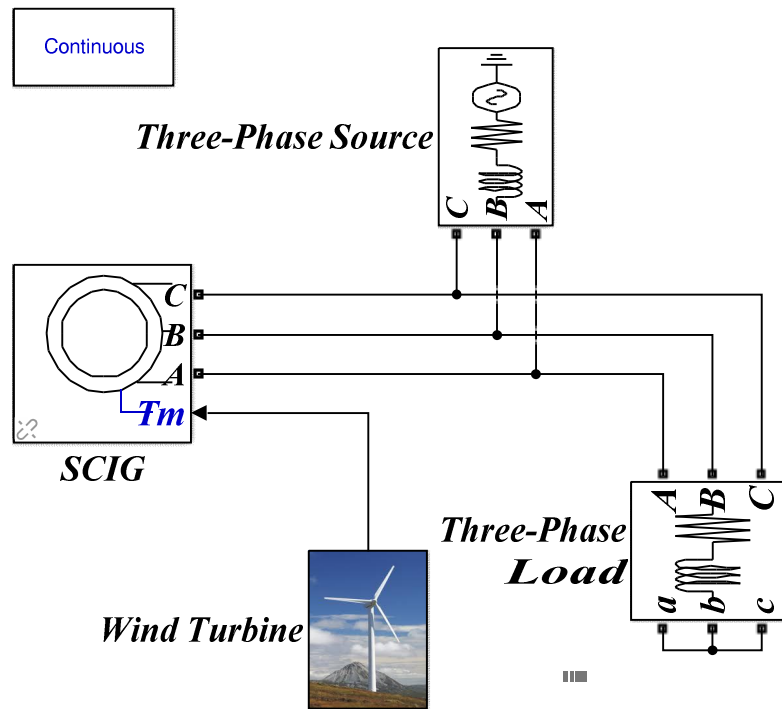 Continuous
Three-Phase Source
C B A
C
B
A
Tm
SCIG
A B C
Three-Phase
Load
a b c
Wind Turbine